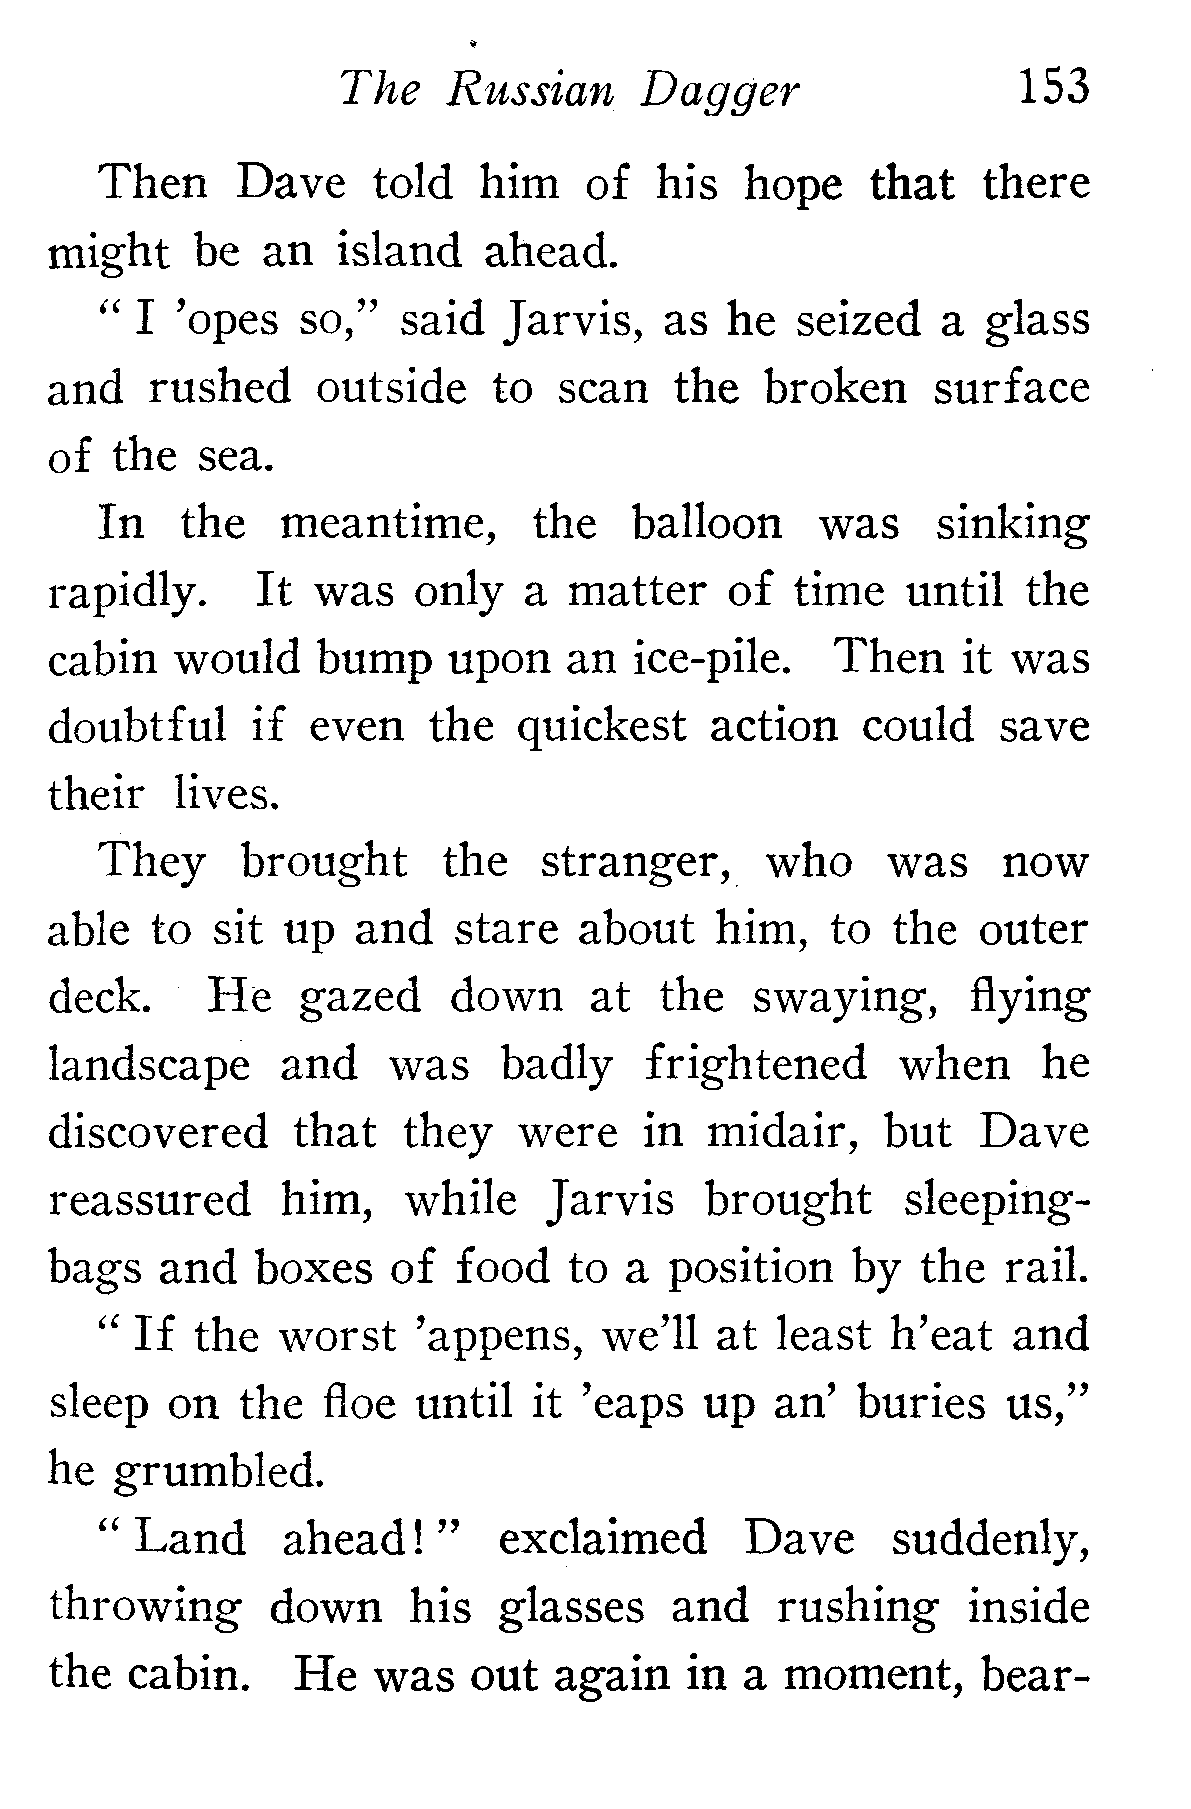 The Russian Dagger 153
Then Dave told him of his hope that there
might be an island ahead.
“ I ’opes so,” said Jarvis, as he seized a glass
and rushed outside to scan the broken surface
of the sea.
In the meantime, the balloon was sinking
rapidly. It was only a matter of time until the
cabin would bump upon an ice-pile. Then it was
doubtful if even the quickest action could save
their lives.
They brought the stranger, who was now
able to sit up and stare about him, to the outer
deck. He gazed down at the swaying, flying
landscape and was badly frightened when he
discovered that they were in midair, but Dave
reassured him, while Jarvis brought sleeping-
bags and boxes of food to a position by the rail.
“ If the worst ’appens, we’ll at least h’eat and
sleep on the floe until it ’eaps up an’ buries us,”
he grumbled.
“ Land ahead! ” exclaimed Dave suddenly,
throwing down his glasses and rushing inside
the cabin. He was out again in a moment, bear-